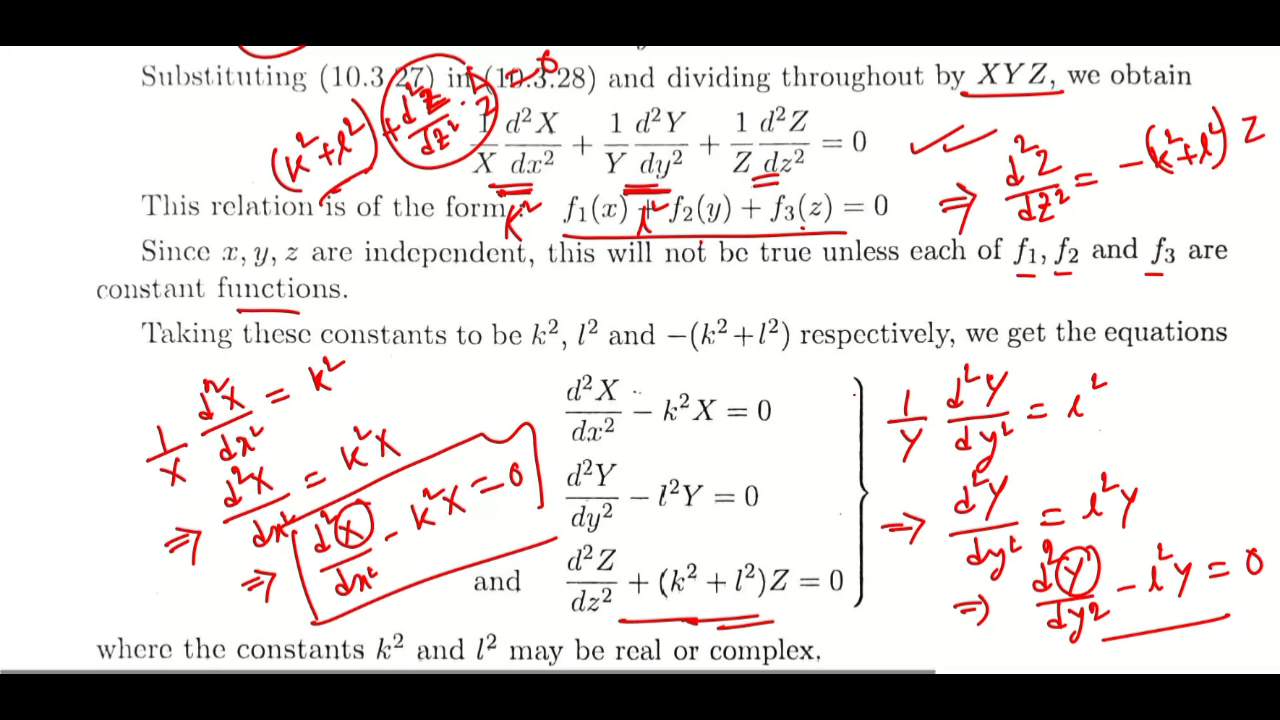 Substituting (10.3.27) in (10.3.28) and dividing throughout by XYZ, we obtain
(k² + l²) + d²Z/dz² · 1/Z = 0
1/X d²X/dx² + 1/Y d²Y/dy² + 1/Z d²Z/dz² = 0
⇒ d²Z/dz² = -(k² + l²) Z
k² l²
This relation is of the form : f₁(x) + f₂(y) + f₃(z) = 0
Since x, y, z are independent, this will not be true unless each of f₁, f₂ and f₃ are
constant functions.
Taking these constants to be k², l² and −(k² + l²) respectively, we get the equations
1/X d²X/dx² = k²
⇒ d²X/dx² = k²X
⇒ d²X/dx² - k²X = 0
d²X/dx² − k²X = 0
d²Y/dy² − l²Y = 0
and d²Z/dz² + (k² + l²)Z = 0
1/Y d²Y/dy² = l²
⇒ d²Y/dy² = l²Y
⇒ d²Y/dy² - l²Y = 0
where the constants k² and l² may be real or complex.